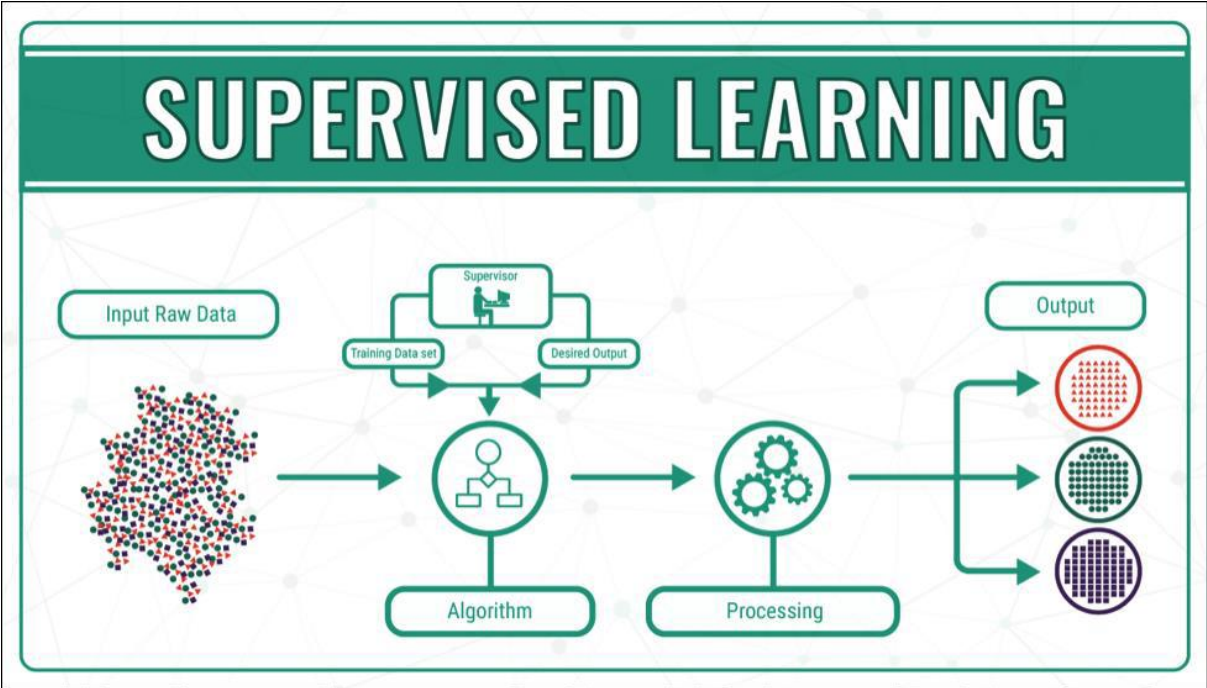 SUPERVISED LEARNING
Input Raw Data
Supervisor
Training Data set
Desired Output
Algorithm
Processing
Output